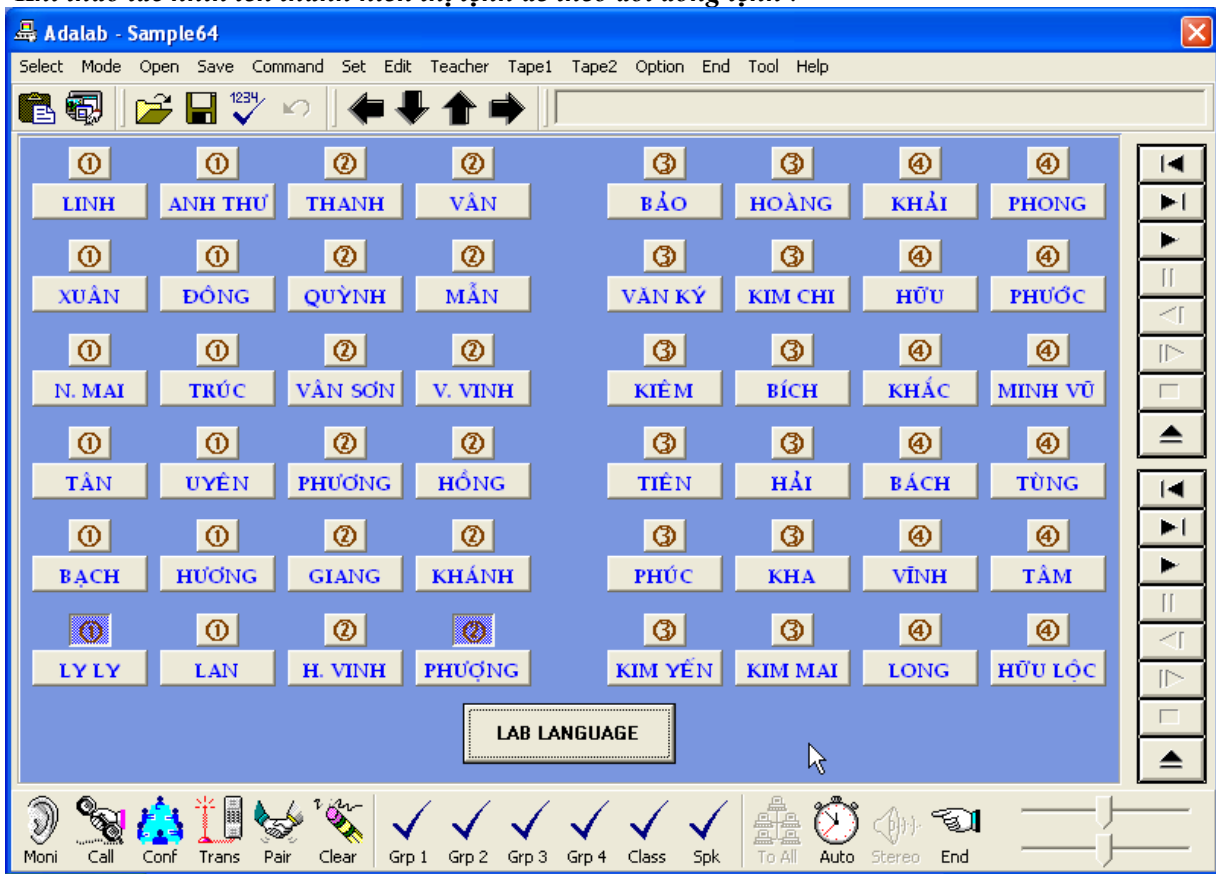 Adalab - Sample64
Select Mode Open Save Command Set Edit Teacher Tape1 Tape2 Option End Tool Help
1234
1 1 2 2 3 3 4 4
LINH ANH THƯ THANH VÂN BẢO HOÀNG KHẢI PHONG
1 1 2 2 3 3 4 4
XUÂN ĐÔNG QUỲNH MẪN VĂN KÝ KIM CHI HỮU PHƯỚC
1 1 2 2 3 3 4 4
N. MAI TRÚC VÂN SƠN V. VINH KIÊM BÍCH KHẮC MINH VŨ
1 1 2 2 3 3 4 4
TÂN UYÊN PHƯƠNG HỒNG TIÊN HẢI BÁCH TÙNG
1 1 2 2 3 3 4 4
BẠCH HƯƠNG GIANG KHÁNH PHÚC KHA VĨNH TÂM
1 1 2 2 3 3 4 4
LY LY LAN H. VINH PHƯỢNG KIM YẾN KIM MAI LONG HỮU LỘC
LAB LANGUAGE
Moni Call Conf Trans Pair Clear Grp 1 Grp 2 Grp 3 Grp 4 Class Spk To All Auto Stereo End